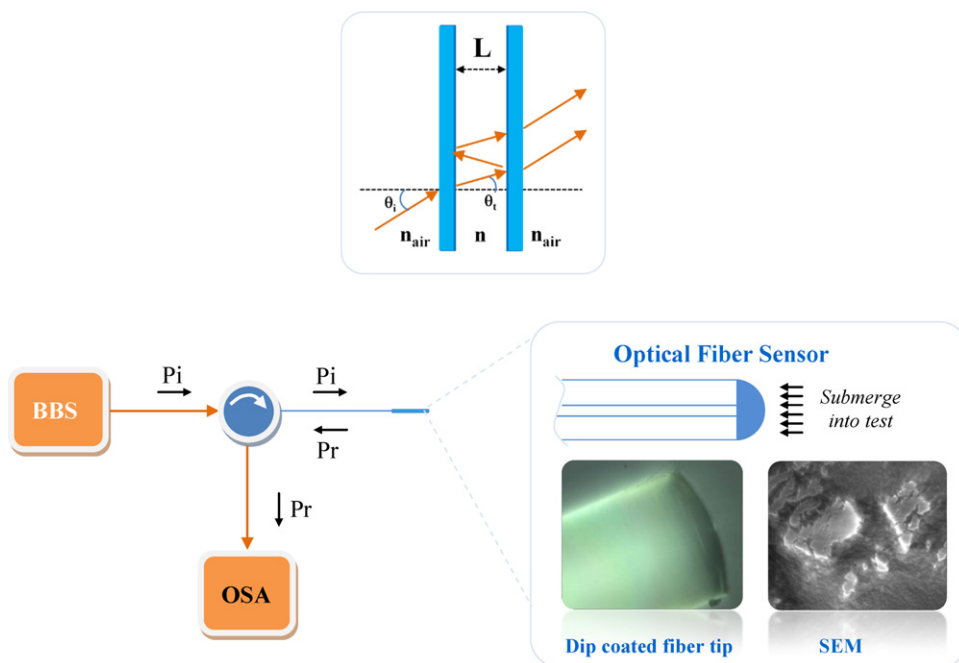 L
θi
θt
nair
n
nair
Optical Fiber Sensor
Submerge
into test
BBS
Pi
Pi
Pr
Pr
OSA
Dip coated fiber tip
SEM